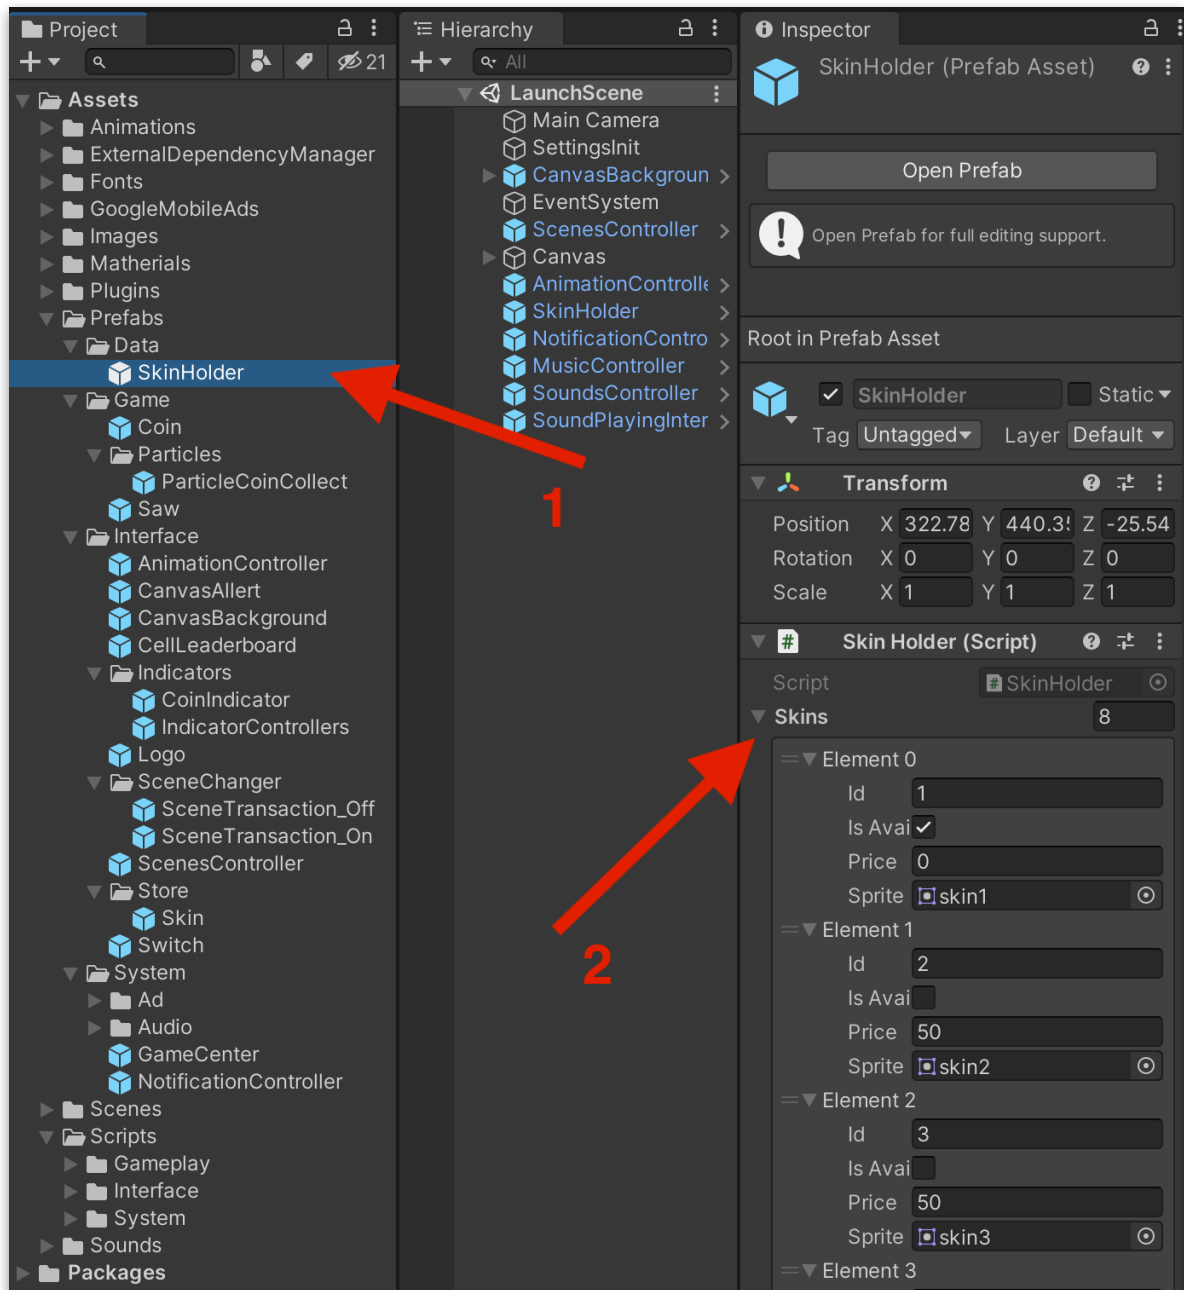 Project
21
Assets
Animations
ExternalDependencyManager
Fonts
GoogleMobileAds
Images
Matherials
Plugins
Prefabs
Data
SkinHolder
Game
Coin
Particles
ParticleCoinCollect
Saw
Interface
AnimationController
CanvasAllert
CanvasBackground
CellLeaderboard
Indicators
CoinIndicator
IndicatorControllers
Logo
SceneChanger
SceneTransaction_Off
SceneTransaction_On
ScenesController
Store
Skin
Switch
System
Ad
Audio
GameCenter
NotificationController
Scenes
Scripts
Gameplay
Interface
System
Sounds
Packages
1
2
Hierarchy
All
LaunchScene
Main Camera
SettingsInit
CanvasBackgroun
EventSystem
ScenesController
Canvas
AnimationControlle
SkinHolder
NotificationContro
MusicController
SoundsController
SoundPlayingInter
Inspector
SkinHolder (Prefab Asset)
Open Prefab
Open Prefab for full editing support.
Root in Prefab Asset
SkinHolder Static
Tag Untagged Layer Default
Transform
Position X 322.78 Y 440.35 Z -25.54
Rotation X 0 Y 0 Z 0
Scale X 1 Y 1 Z 1
# Skin Holder (Script)
Script # SkinHolder
Skins 8
Element 0
Id 1
Is Avai
Price 0
Sprite skin1
Element 1
Id 2
Is Avai
Price 50
Sprite skin2
Element 2
Id 3
Is Avai
Price 50
Sprite skin3
Element 3